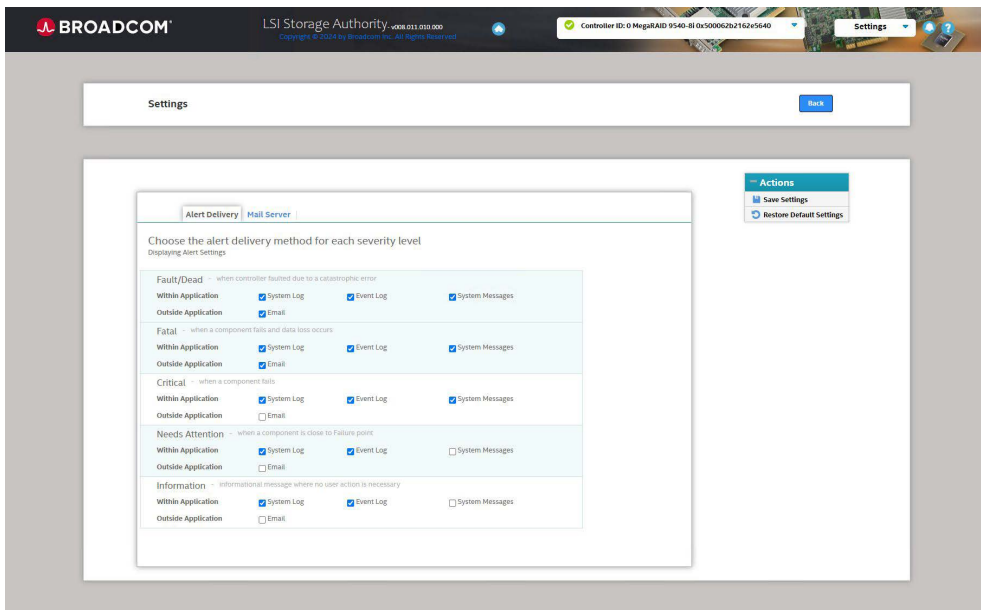 BROADCOM®
LSI Storage Authority. v008.011.010.000
Copyright © 2024 by Broadcom Inc. All Rights Reserved
Controller ID: 0 MegaRAID 9540-8i 0x500062b2162e5640
Settings
?
Settings
Back
Actions
Save Settings
Restore Default Settings
Alert Delivery Mail Server
Choose the alert delivery method for each severity level
Displaying Alert Settings
Fault/Dead - when controller faulted due to a catastrophic error
Within Application System Log Event Log System Messages
Outside Application Email
Fatal - when a component fails and data loss occurs
Within Application System Log Event Log System Messages
Outside Application Email
Critical - when a component fails
Within Application System Log Event Log System Messages
Outside Application Email
Needs Attention - when a component is close to Failure point
Within Application System Log Event Log System Messages
Outside Application Email
Information - Informational message where no user action is necessary
Within Application System Log Event Log System Messages
Outside Application Email